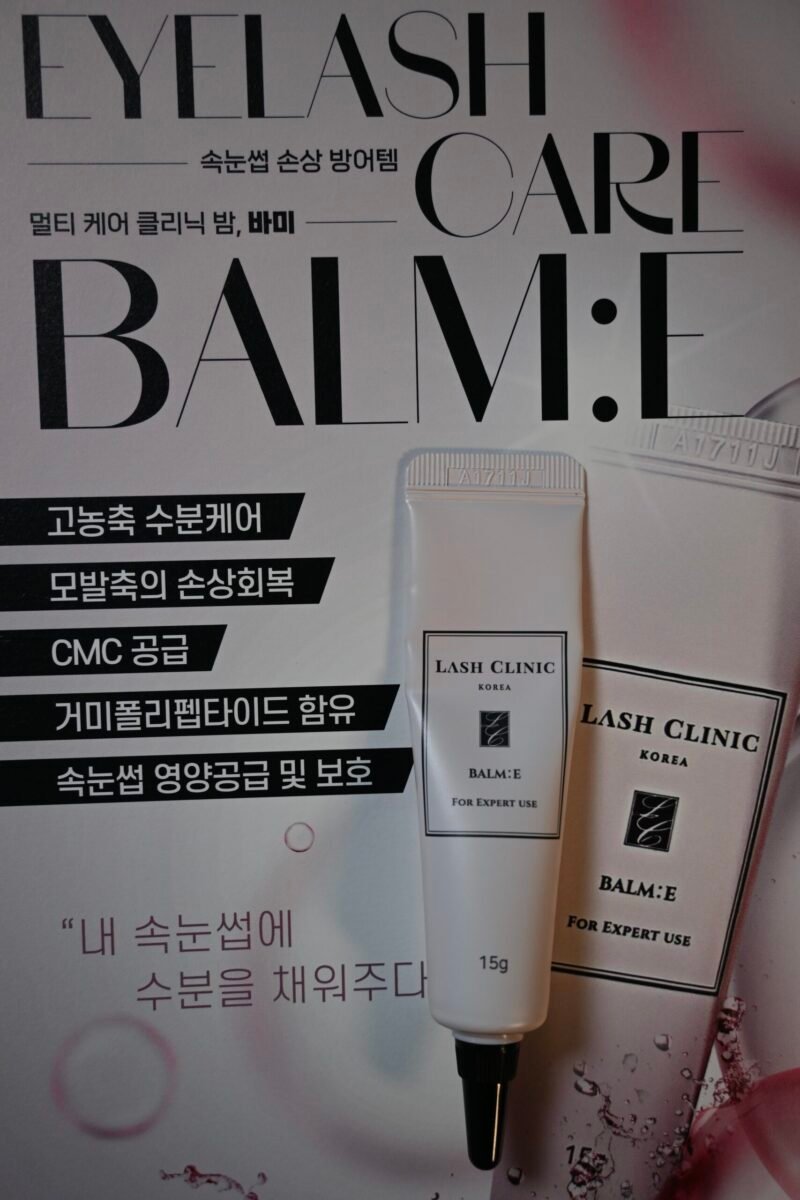 EYELASH
속눈썹 손상 방어템
CARE
멀티 케어 클리닉 밤, 바미
BALM:E
고농축 수분케어
모발축의 손상회복
CMC 공급
거미폴리펩타이드 함유
속눈썹 영양공급 및 보호
“내 속눈썹에
수분을 채워주다
A1711J
LASH CLINIC
KOREA
LC
BALM:E
FOR EXPERT USE
15g
A1711J
LASH CLINIC
KOREA
LC
BALM:E
FOR EXPERT USE